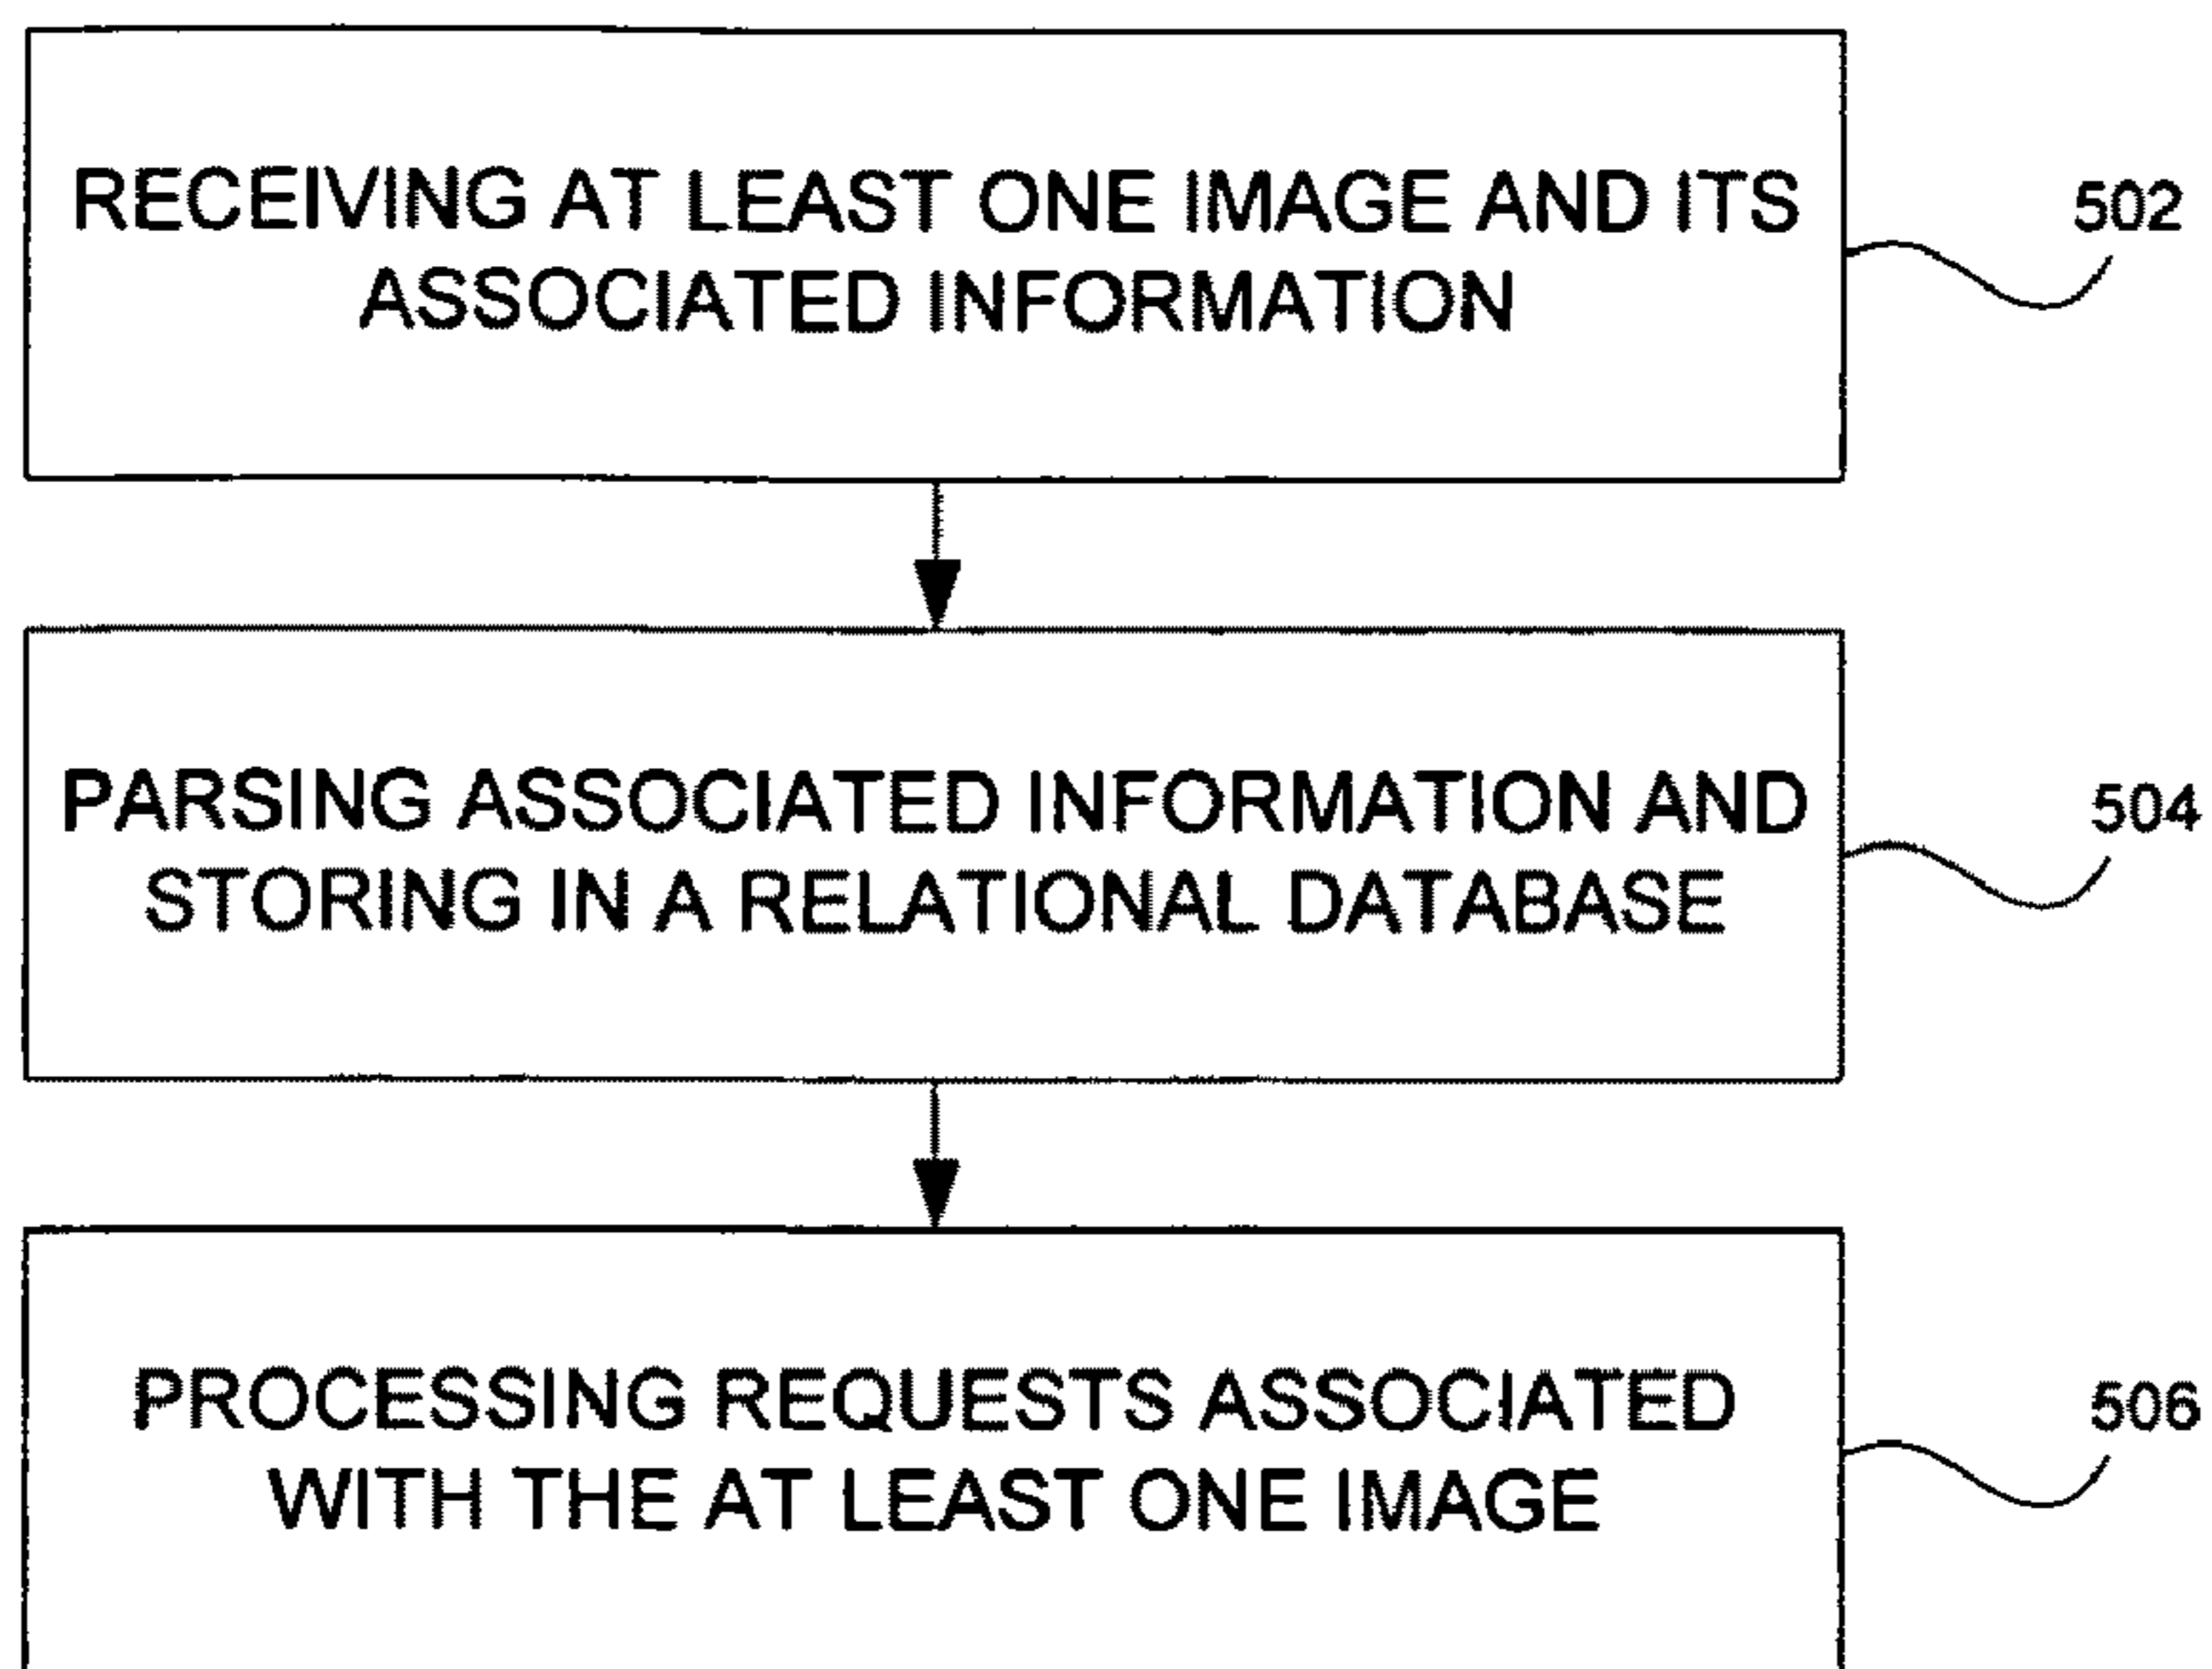 RECEIVING AT LEAST ONE IMAGE AND ITS
ASSOCIATED INFORMATION
502
PARSING ASSOCIATED INFORMATION AND
STORING IN A RELATIONAL DATABASE
504
PROCESSING REQUESTS ASSOCIATED
WITH THE AT LEAST ONE IMAGE
506